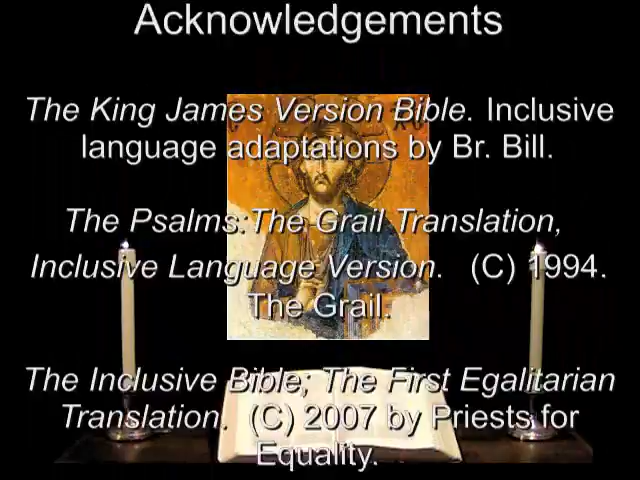 Acknowledgements
The King James Version Bible. Inclusive
language adaptations by Br. Bill.
The Psalms:The Grail Translation,
Inclusive Language Version.   (C) 1994.
The Grail.
The Inclusive Bible; The First Egalitarian
Translation.  (C) 2007 by Priests for
Equality.